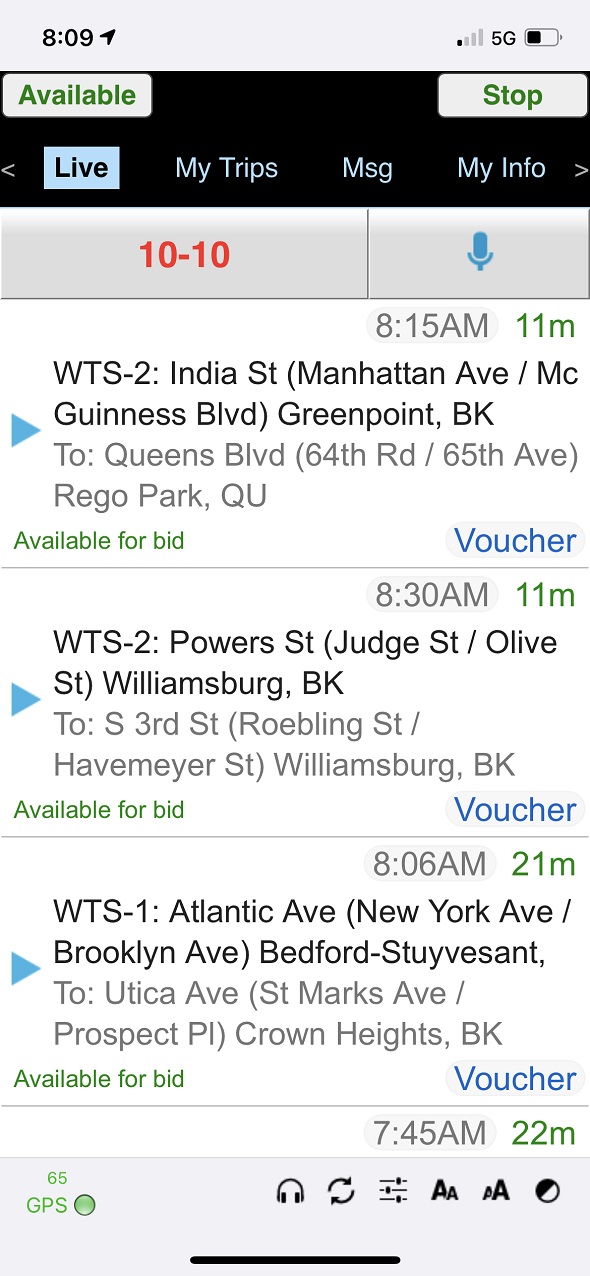 8:09
5G
Available
Stop
<
Live
My Trips
Msg
My Info
>
10-10
8:15AM 11m
WTS-2: India St (Manhattan Ave / Mc
Guinness Blvd) Greenpoint, BK
To: Queens Blvd (64th Rd / 65th Ave)
Rego Park, QU
Available for bid
Voucher
8:30AM 11m
WTS-2: Powers St (Judge St / Olive
St) Williamsburg, BK
To: S 3rd St (Roebling St /
Havemeyer St) Williamsburg, BK
Available for bid
Voucher
8:06AM 21m
WTS-1: Atlantic Ave (New York Ave /
Brooklyn Ave) Bedford-Stuyvesant,
To: Utica Ave (St Marks Ave /
Prospect Pl) Crown Heights, BK
Available for bid
Voucher
7:45AM 22m
65
GPS
AA
AA